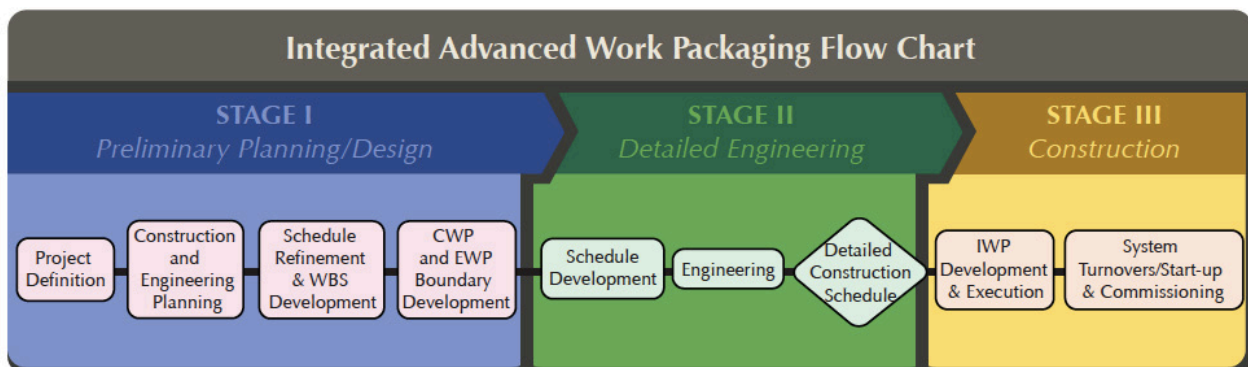 Integrated Advanced Work Packaging Flow Chart
STAGE I
Preliminary Planning/Design
STAGE II
Detailed Engineering
STAGE III
Construction
Project
Definition
Construction
and
Engineering
Planning
Schedule
Refinement
& WBS
Development
CWP
and EWP
Boundary
Development
Schedule
Development
Engineering
Detailed
Construction
Schedule
IWP
Development
& Execution
System
Turnovers/Start-up
& Commissioning